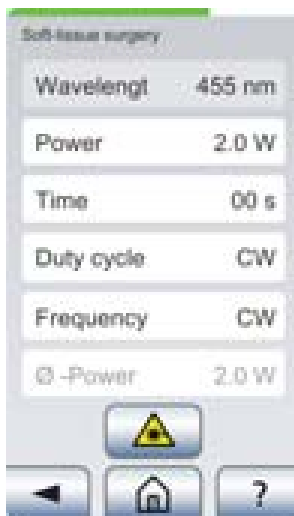 Soft-tissue surgery
Wavelengt 455 nm
Power 2.0 W
Time 00 s
Duty cycle CW
Frequency CW
Ø -Power 2.0 W
?